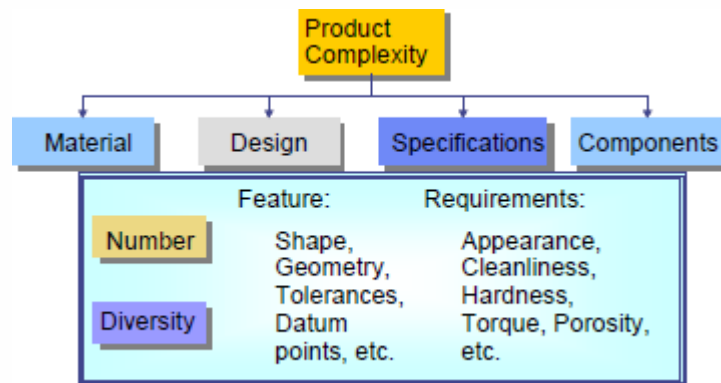 Product
Complexity
Material
Design
Specifications
Components
Feature:
Requirements:
Number
Shape,
Geometry,
Tolerances,
Datum
points, etc.
Appearance,
Cleanliness,
Hardness,
Torque, Porosity,
etc.
Diversity